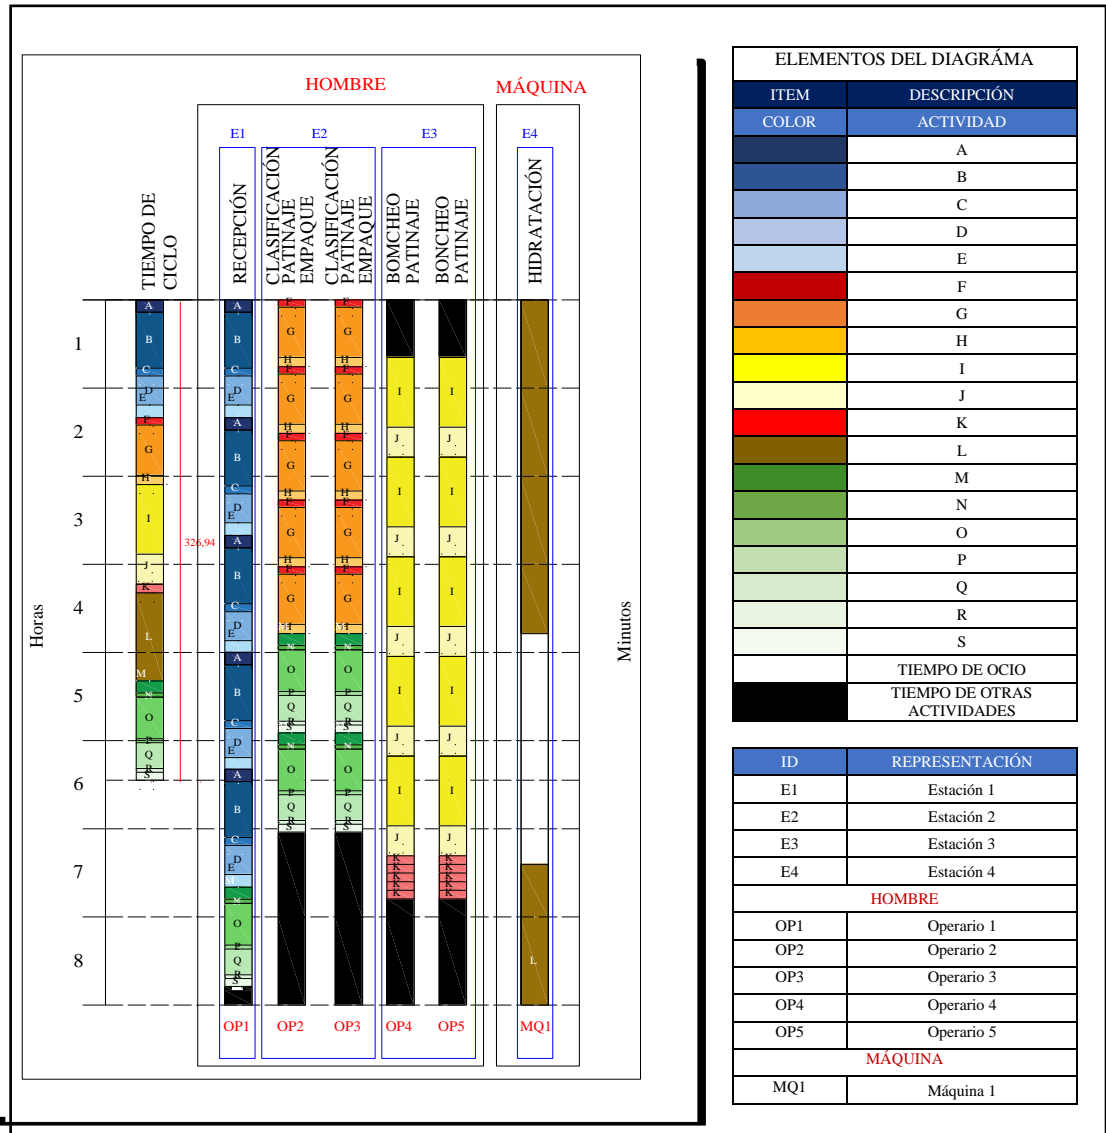 HOMBRE
MÁQUINA
E1
E2
E3
E4
TIEMPO DE
CICLO
RECEPCIÓN
CLASIFICACIÓN
PATINAJE
EMPAQUE
CLASIFICACIÓN
PATINAJE
EMPAQUE
BOMCHEO
PATINAJE
BONCHEO
PATINAJE
HIDRATACIÓN
Horas
1
2
3
4
5
6
7
8
A
B
C
D
E
F
G
H
I
J
K
L
M
N
O
P
Q
R
S
326,94
A
B
C
D
E
A
B
C
D
E
A
B
C
D
E
A
B
C
D
E
A
B
C
D
E
M
N
O
P
Q
R
S
F
G
H
F
G
H
F
G
H
F
G
H
F
G
H
M
N
O
P
Q
R
S
M
N
O
P
Q
R
S
F
G
H
F
G
H
F
G
H
F
G
H
F
G
H
M
N
O
P
Q
R
S
M
N
O
P
Q
R
S
I
J
I
J
I
J
I
J
I
J
K
K
K
K
K
I
J
I
J
I
J
I
J
I
J
K
K
K
K
K
L
Minutos
OP1
OP2
OP3
OP4
OP5
MQ1
ELEMENTOS DEL DIAGRÁMA
ITEM DESCRIPCIÓN
COLOR ACTIVIDAD
A
B
C
D
E
F
G
H
I
J
K
L
M
N
O
P
Q
R
S
TIEMPO DE OCIO
TIEMPO DE OTRAS
ACTIVIDADES
ID REPRESENTACIÓN
E1 Estación 1
E2 Estación 2
E3 Estación 3
E4 Estación 4
HOMBRE
OP1 Operario 1
OP2 Operario 2
OP3 Operario 3
OP4 Operario 4
OP5 Operario 5
MÁQUINA
MQ1 Máquina 1